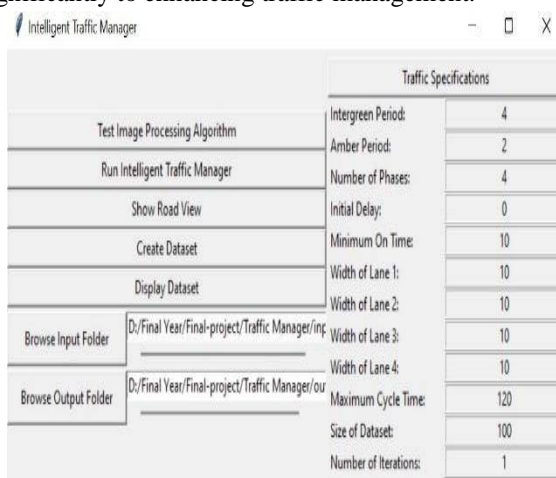 significantly to enhancing traffic management.
Intelligent Traffic Manager
Test Image Processing Algorithm
Run Intelligent Traffic Manager
Show Road View
Create Dataset
Display Dataset
Browse Input Folder D:/Final Year/Final-project/Traffic Manager/inp
Browse Output Folder D:/Final Year/Final-project/Traffic Manager/ou
Traffic Specifications
Intergreen Period: 4
Amber Period: 2
Number of Phases: 4
Initial Delay: 0
Minimum On Time: 10
Width of Lane 1: 10
Width of Lane 2: 10
Width of Lane 3: 10
Width of Lane 4: 10
Maximum Cycle Time: 120
Size of Dataset: 100
Number of Iterations: 1